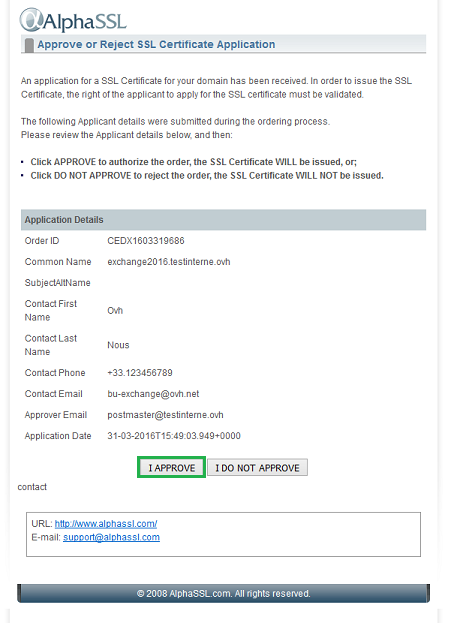 AlphaSSL
Approve or Reject SSL Certificate Application
An application for a SSL Certificate for your domain has been received. In order to issue the SSL
Certificate, the right of the applicant to apply for the SSL certificate must be validated.
The following Applicant details were submitted during the ordering process.
Please review the Applicant details below, and then:
• Click APPROVE to authorize the order, the SSL Certificate WILL be issued, or;
• Click DO NOT APPROVE to reject the order, the SSL Certificate WILL NOT be issued.
Application Details
Order ID CEDX1603319686
Common Name exchange2016.testinterne.ovh
SubjectAltName
Contact First
Name Ovh
Contact Last
Name Nous
Contact Phone +33.123456789
Contact Email bu-exchange@ovh.net
Approver Email postmaster@testinterne.ovh
Application Date 31-03-2016T15:49:03.949+0000
I APPROVE I DO NOT APPROVE
contact
URL: http://www.alphassl.com/
E-mail: support@alphassl.com
© 2008 AlphaSSL.com. All rights reserved.